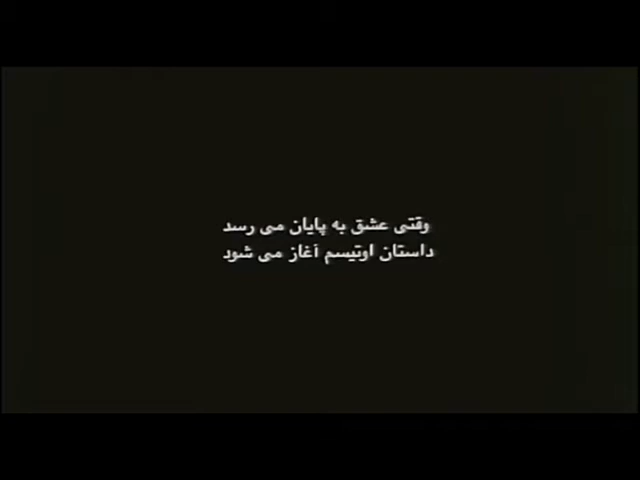 وقتی عشق به پایان می رسد
داستان اوتیسم آغاز می شود